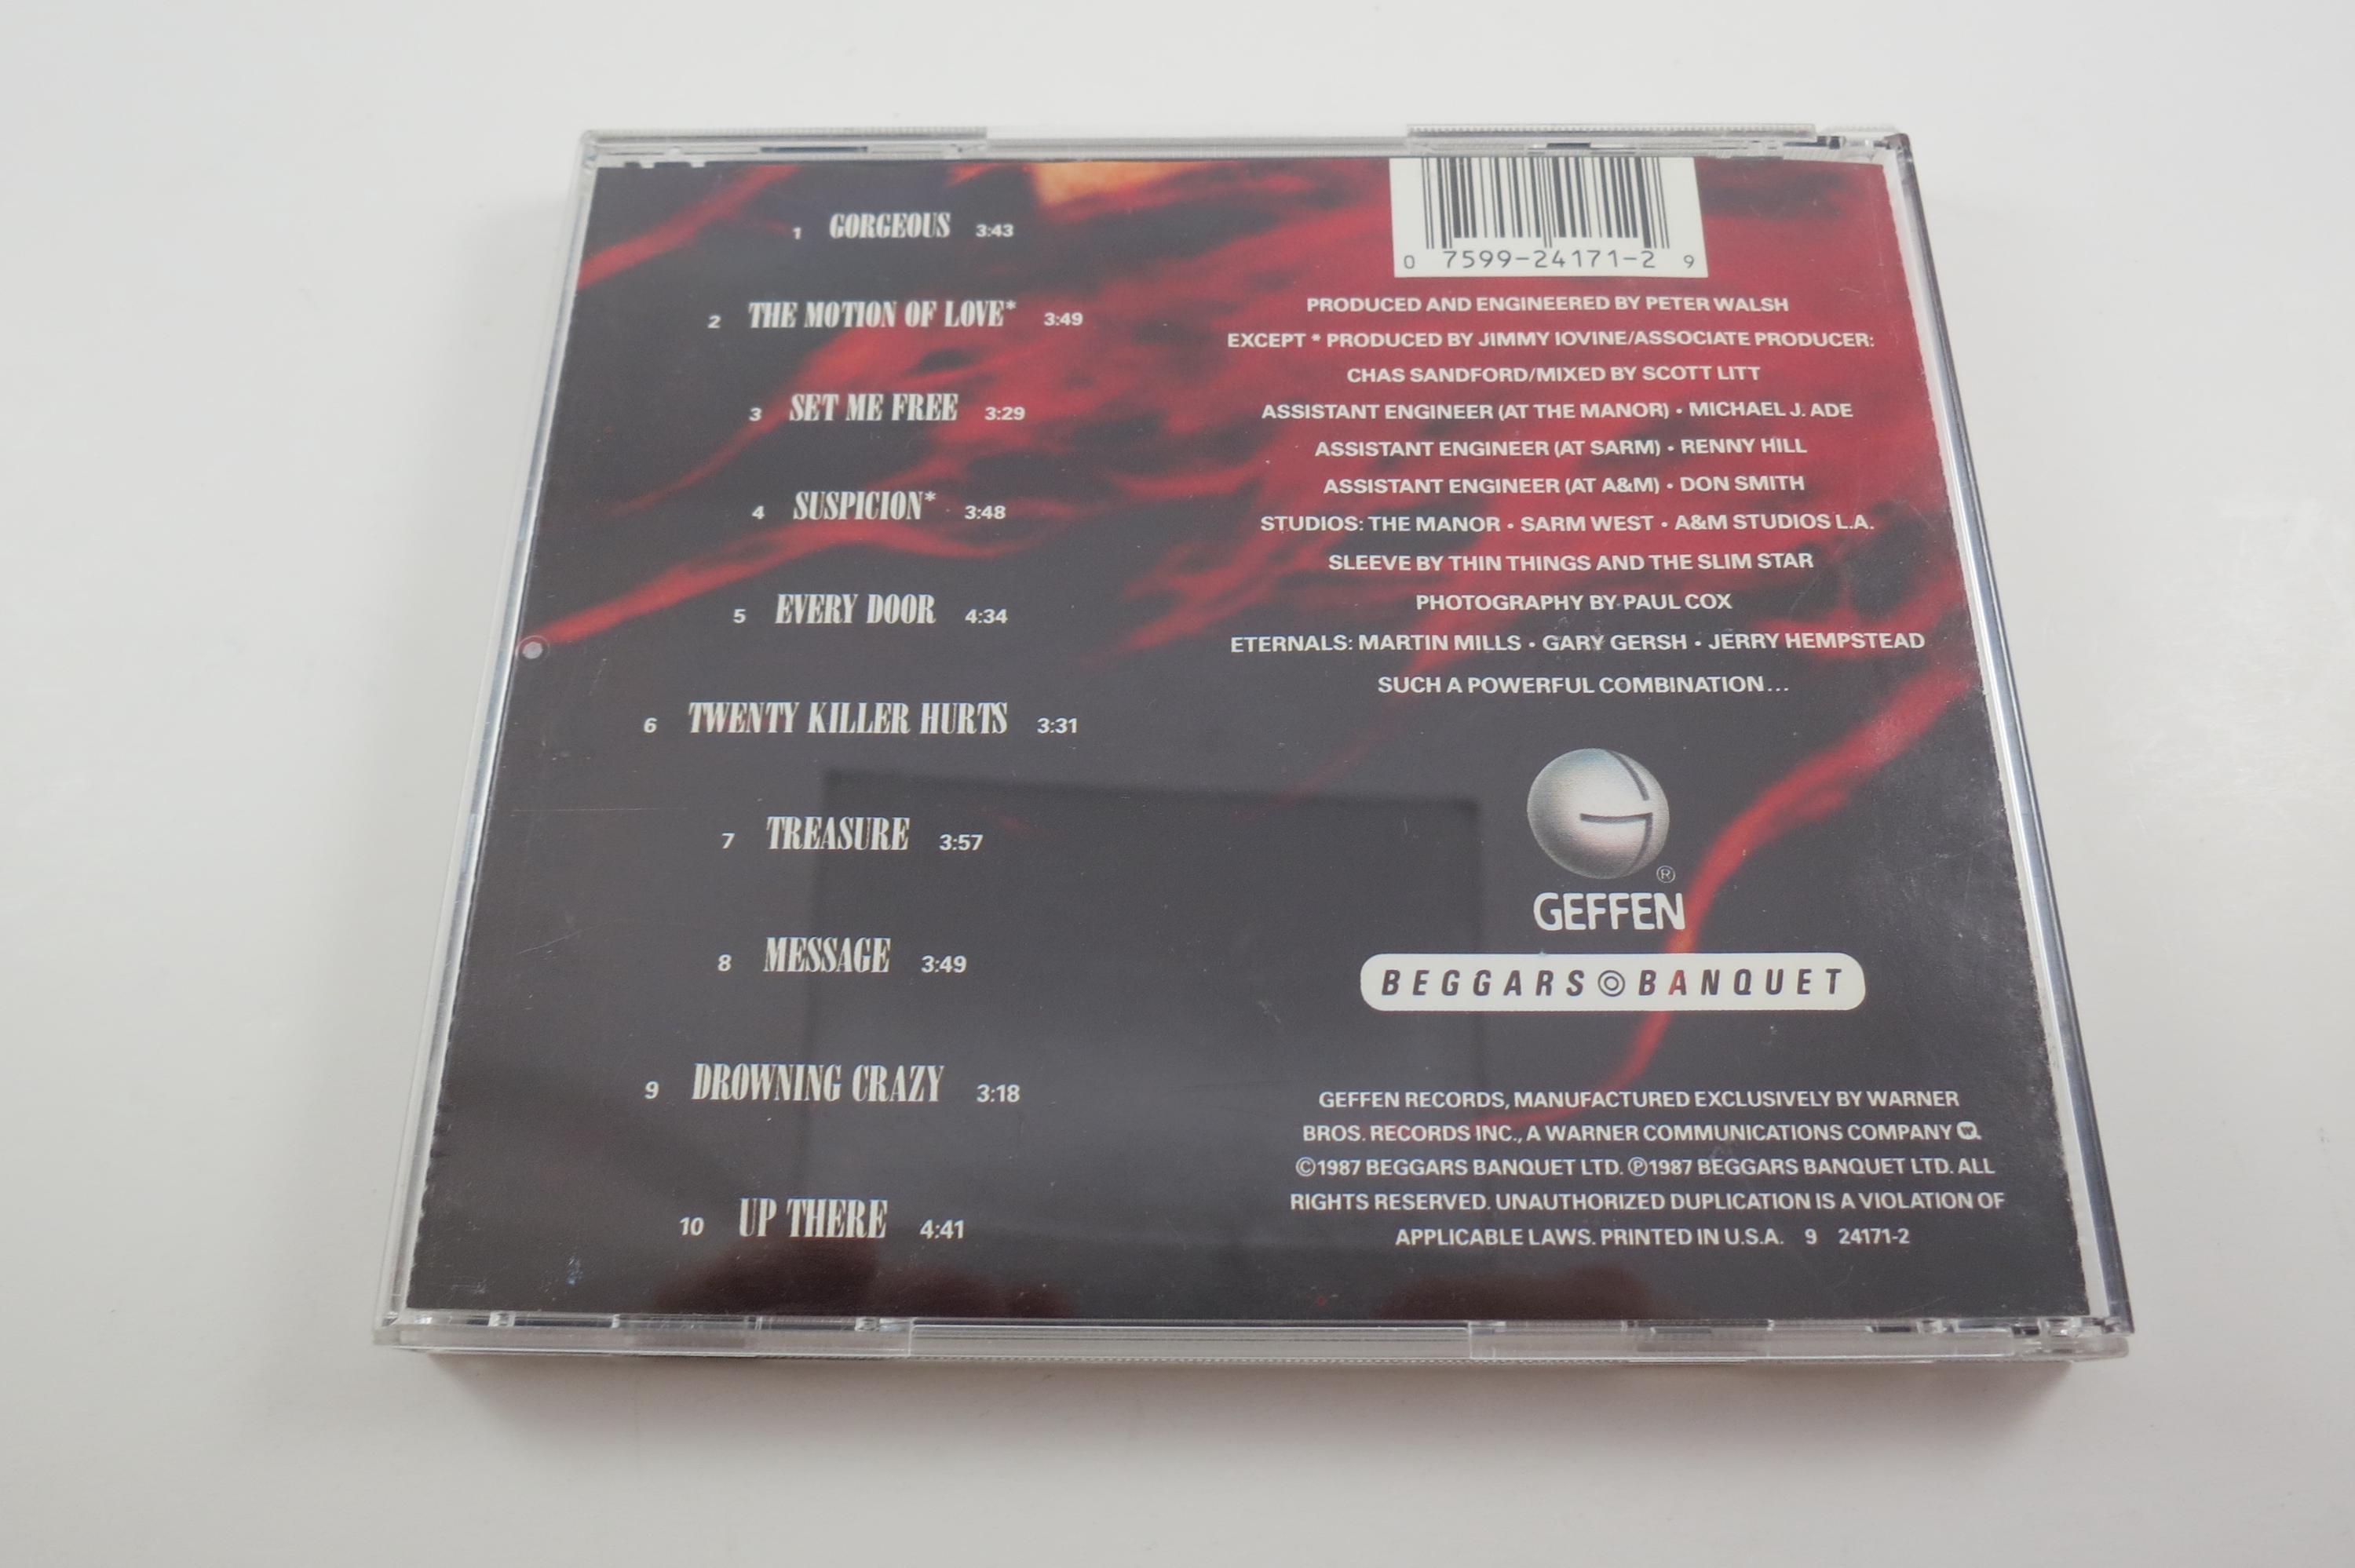 1 GORGEOUS 3:43
2 THE MOTION OF LOVE* 3:49
3 SET ME FREE 3:29
4 SUSPICION* 3:48
5 EVERY DOOR 4:34
6 TWENTY KILLER HURTS 3:31
7 TREASURE 3:57
8 MESSAGE 3:49
9 DROWNING CRAZY 3:18
10 UP THERE 4:41
0 7599-24171-2 9
PRODUCED AND ENGINEERED BY PETER WALSH
EXCEPT * PRODUCED BY JIMMY IOVINE/ASSOCIATE PRODUCER:
CHAS SANDFORD/MIXED BY SCOTT LITT
ASSISTANT ENGINEER (AT THE MANOR) • MICHAEL J. ADE
ASSISTANT ENGINEER (AT SARM) • RENNY HILL
ASSISTANT ENGINEER (AT A&M) • DON SMITH
STUDIOS: THE MANOR • SARM WEST • A&M STUDIOS L.A.
SLEEVE BY THIN THINGS AND THE SLIM STAR
PHOTOGRAPHY BY PAUL COX
ETERNALS: MARTIN MILLS • GARY GERSH • JERRY HEMPSTEAD
SUCH A POWERFUL COMBINATION...
®
GEFFEN
BEGGARS BANQUET
GEFFEN RECORDS, MANUFACTURED EXCLUSIVELY BY WARNER
BROS. RECORDS INC., A WARNER COMMUNICATIONS COMPANY
©1987 BEGGARS BANQUET LTD. ℗1987 BEGGARS BANQUET LTD. ALL
RIGHTS RESERVED. UNAUTHORIZED DUPLICATION IS A VIOLATION OF
APPLICABLE LAWS. PRINTED IN U.S.A. 9 24171-2